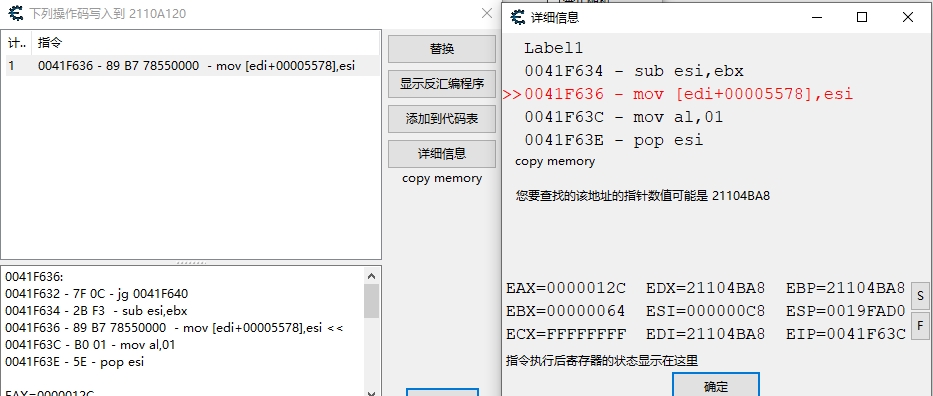 下列操作码写入到 2110A120
计.. 指令
1 0041F636 - 89 B7 78550000 - mov [edi+00005578],esi
替换
显示反汇编程序
添加到代码表
详细信息
copy memory
0041F636:
0041F632 - 7F 0C - jg 0041F640
0041F634 - 2B F3 - sub esi,ebx
0041F636 - 89 B7 78550000 - mov [edi+00005578],esi <<
0041F63C - B0 01 - mov al,01
0041F63E - 5E - pop esi
EAX=0000012C
详细信息
Label1
0041F634 - sub esi,ebx
>>0041F636 - mov [edi+00005578],esi
0041F63C - mov al,01
0041F63E - pop esi
copy memory
您要查找的该地址的指针数值可能是 21104BA8
EAX=0000012C EDX=21104BA8 EBP=21104BA8
EBX=00000064 ESI=000000C8 ESP=0019FAD0
ECX=FFFFFFFF EDI=21104BA8 EIP=0041F63C
S
F
指令执行后寄存器的状态显示在这里
确定